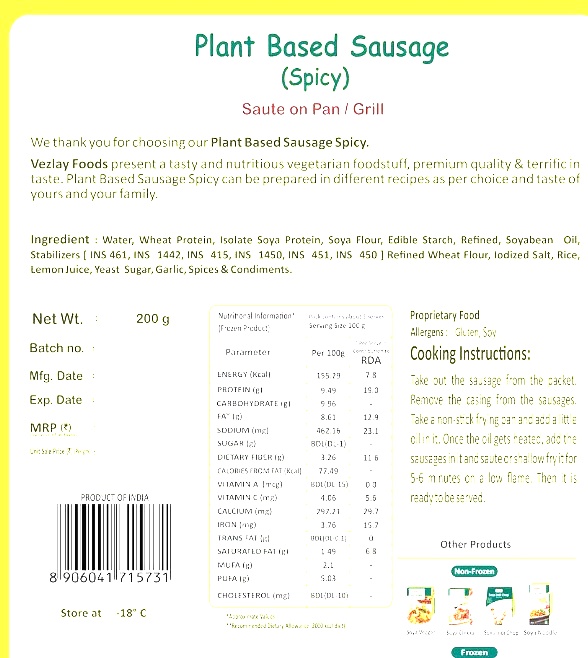 Plant Based Sausage
(Spicy)
Saute on Pan / Grill
We thank you for choosing our Plant Based Sausage Spicy.
Vezlay Foods present a tasty and nutritious vegetarian foodstuff, premium quality & terrific in
taste. Plant Based Sausage Spicy can be prepared in different recipes as per choice and taste of
yours and your family.
Ingredient : Water, Wheat Protein, Isolate Soya Protein, Soya Flour, Edible Starch, Refined, Soyabean Oil,
Stabilizers [ INS 461, INS 1442, INS 415, INS 1450, INS 451, INS 450 ] Refined Wheat Flour, Iodized Salt, Rice,
Lemon Juice, Yeast Sugar, Garlic, Spices & Condiments.
Net Wt. : 200 g
Batch no. :
Mfg. Date :
Exp. Date :
MRP (₹) :
PRODUCT OF INDIA
8 906041 715731
Store at -18° C
Nutritional Information*
(Frozen Product)
Serving Size 100 g
Parameter Per 100g RDA
ENERGY (Kcal) 155.79 7.8
PROTEIN (g) 9.49 19.0
CARBOHYDRATE (g) 9.96 -
FAT (g) 8.61 12.9
SODIUM (mg) 462.16 23.1
SUGAR (g) BDL(DL-1) -
DIETARY FIBER (g) 3.26 11.6
CALORIES FROM FAT (Kcal) 77.49 -
VITAMIN A (mcg) BDL(DL-15) 0.0
VITAMIN C (mg) 4.06 5.6
CALCIUM (mg) 297.21 29.7
IRON (mg) 3.76 15.7
TRANS FAT (g) BDL(DL-0.1) 0
SATURATED FAT (g) 1.49 6.8
MUFA (g) 2.1 -
PUFA (g) 5.03 -
CHOLESTEROL (mg) BDL(DL-10) -
*Approximate Values
Proprietary Food
Allergens : Gluten, Soy
Cooking Instructions:
Take out the sausage from the packet.
Remove the casing from the sausages.
Take a non-stick frying pan and add a little
oil in it. Once the oil gets heated, add the
sausages in it and saute or shallow fry it for
5-6 minutes on a low flame. Then it is
ready to be served.
Other Products
Non-Frozen
Frozen